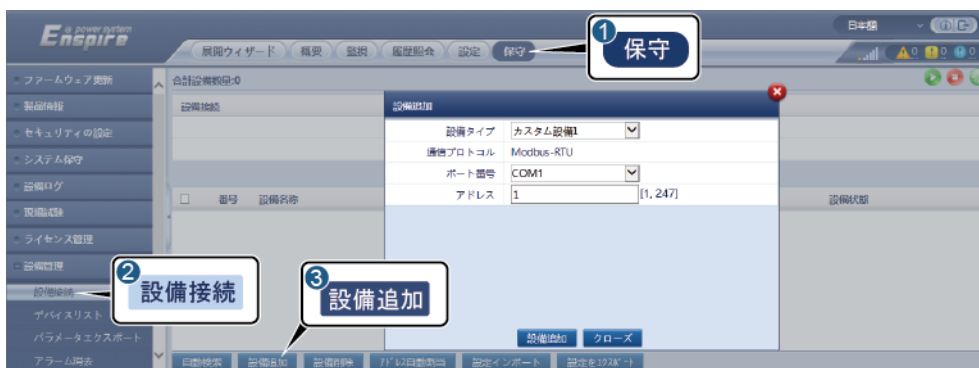 e power system
Enspire
日本語
展開ウィザード 概要 監視 履歴照会 設定 保守
1 保守
ファームウェア更新
製品情報
セキュリティの設定
システム保守
設備ログ
現場試験
ライセンス管理
設備管理
設備接続
デバイスリスト
パラメータエクスポート
アラーム消去
合計設備数量:0
設備接続
番号 設備名称 設備状態
設備追加
設備タイプ カスタム設備1
通信プロトコル Modbus-RTU
ポート番号 COM1
アドレス 1 [1, 247]
設備追加 クローズ
2 設備接続
3 設備追加
自動検索 設備追加 設備削除 アドレス自動割当 設定インポート 設定をエクスポート